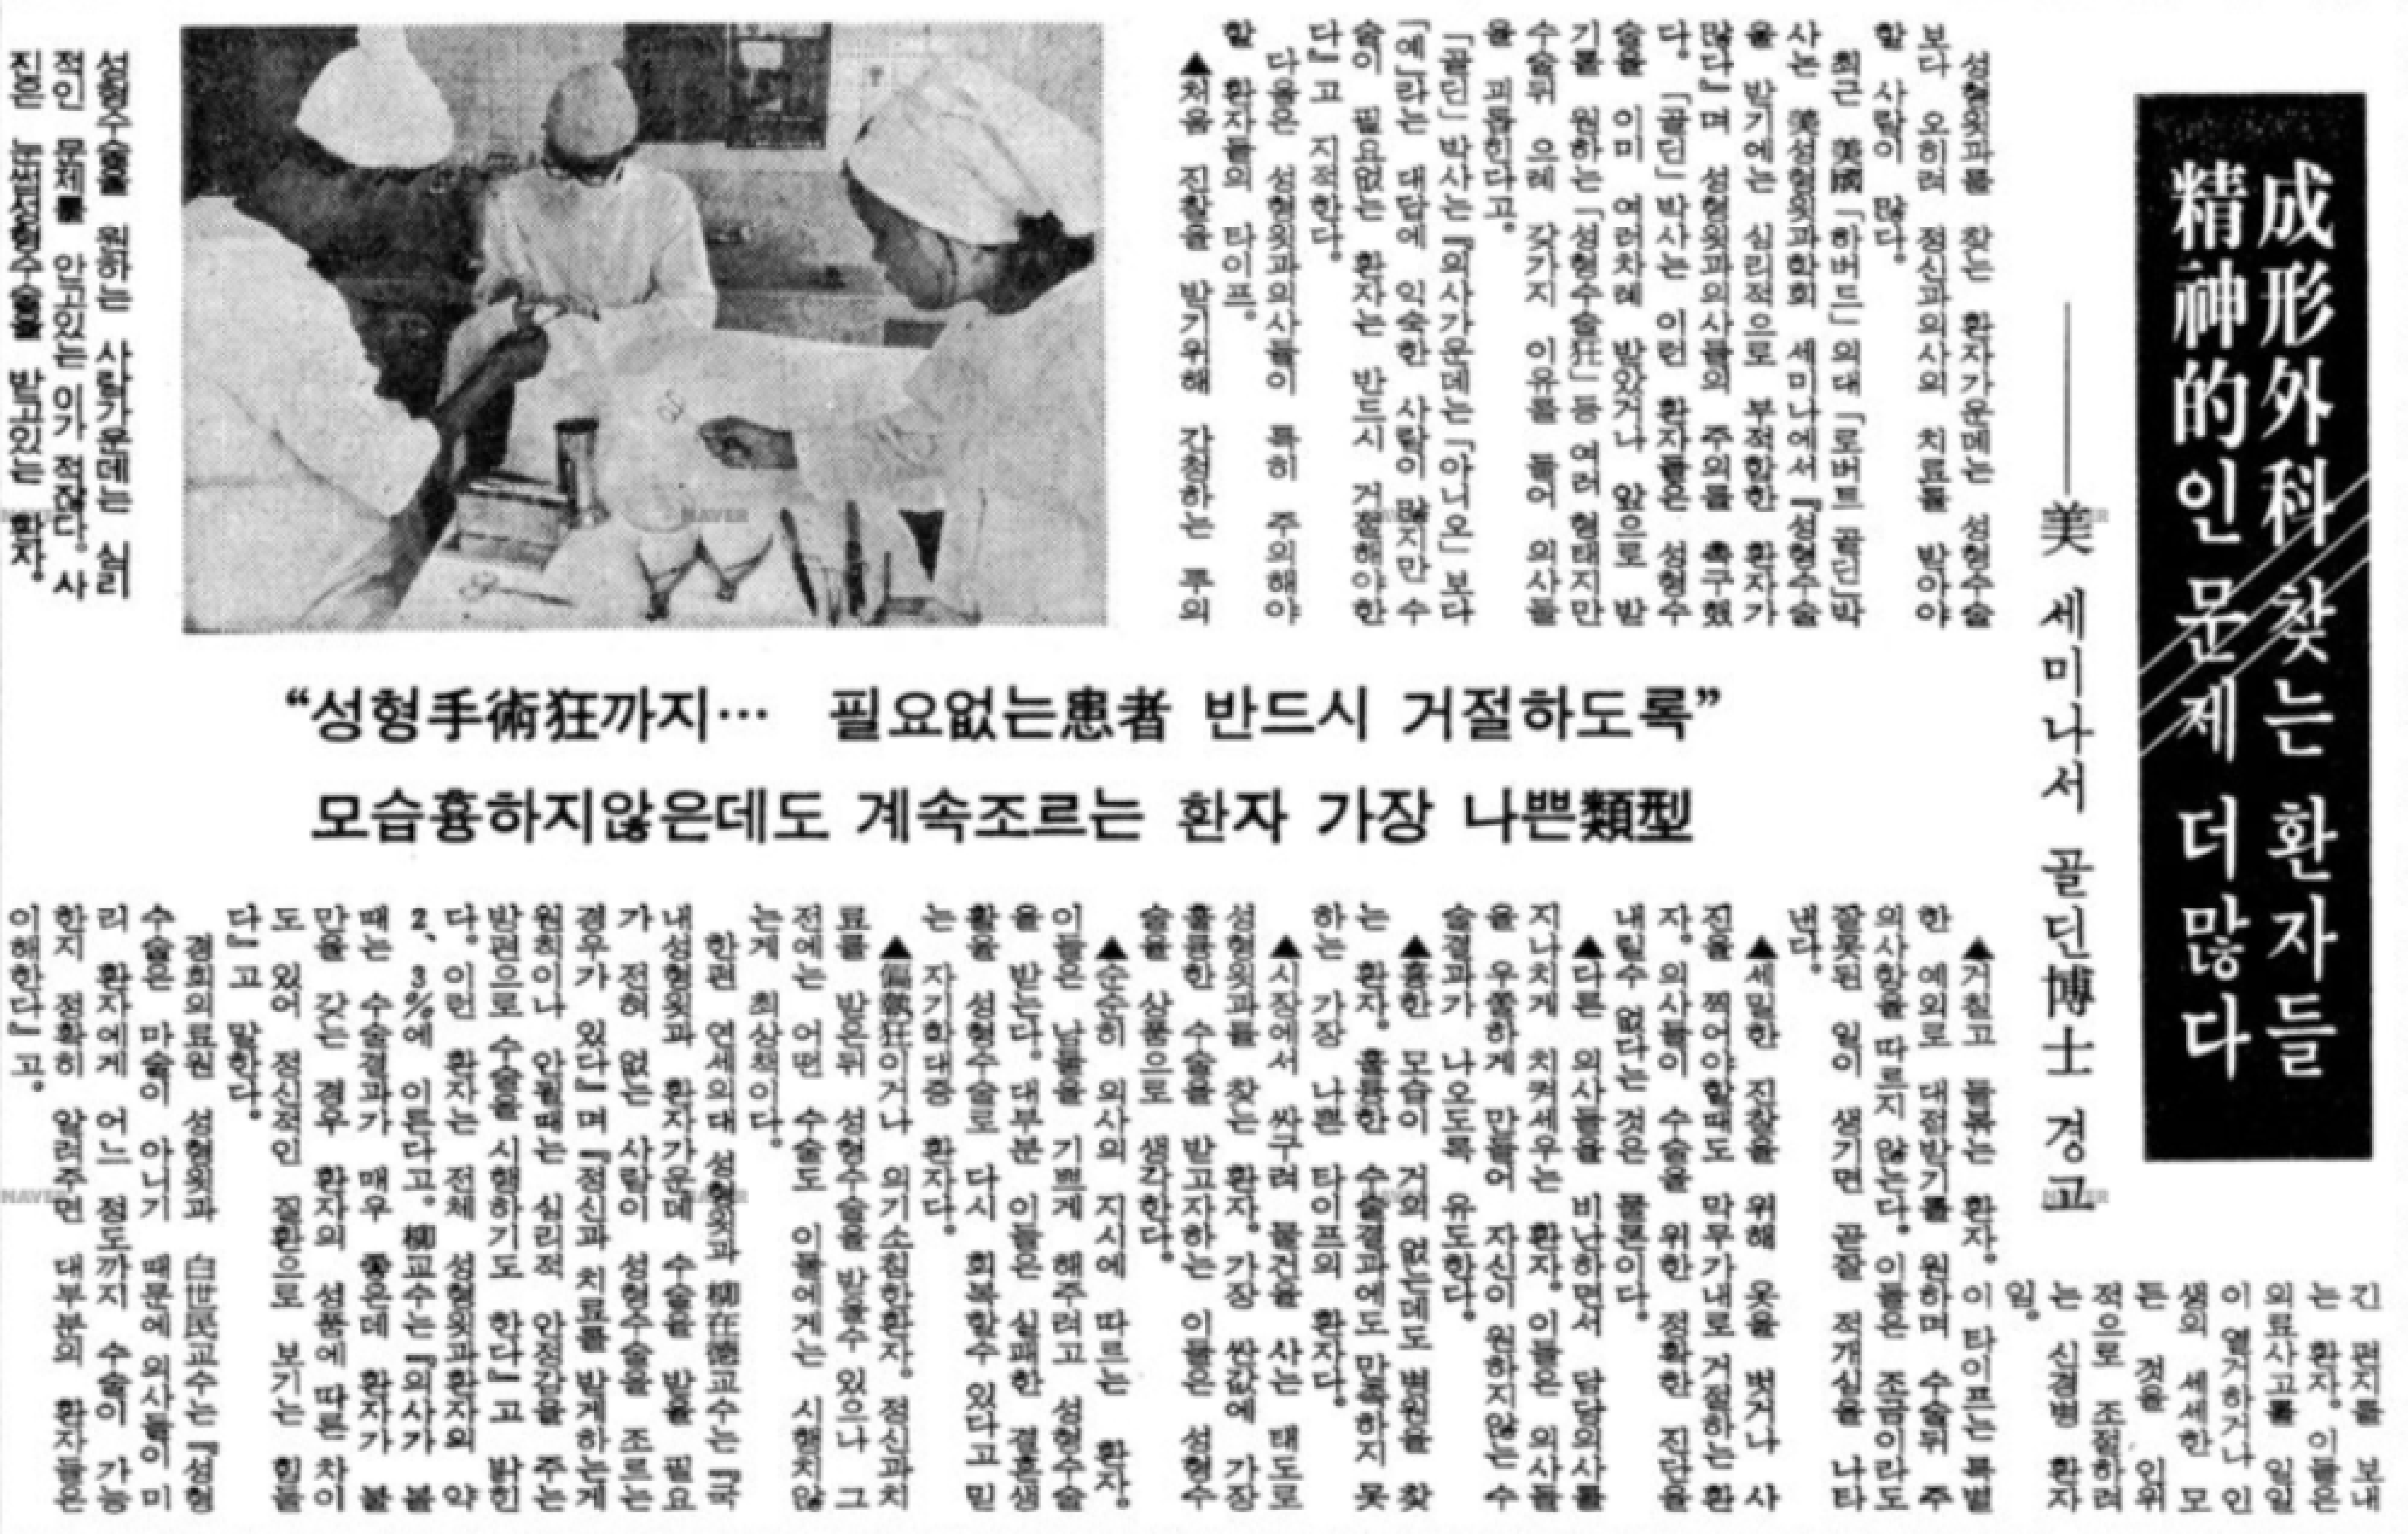 成形外科 찾는 환자들
精神的인 문제 더 많다
美 세미나서 골딘博士 경고
성형외과를 찾는 환자가운데는 성형수술
보다 오히려 정신과의사의 치료를 받아야
할 사람이 많다.
최근 美國「하버드」의대「로버트 골딘」박
사는 美성형외과학회 세미나에서『성형수술
을 받기에는 심리적으로 부적합한 환자가
많다』며 성형외과의사들의 주의를 촉구했
다.「골딘」박사는 이런 환자들은 성형수
술을 이미 여러차례 받았거나 앞으로 받
기를 원하는「성형수술狂」등 여러 형태지만
수술뒤 으레 갖가지 이유를 들어 의사들
을 괴롭힌다고.
「골딘」박사는『의사가운데는「아니오」보다
「예」라는 대답에 익숙한 사람이 많지만 수
술이 필요없는 환자는 반드시 거절해야한
다』고 지적한다.
다음은 성형외과의사들이 특히 주의해야
할 환자들의 타이프.
▲처음 진찰을 받기위해 간청하는 투의
긴 편지를 보내
는 환자. 이들은
의료사고를 일일
이 열거하거나 인
생의 세세한 모
든 것을 인위
적으로 조절하려
는 신경병 환자
임.
▲거칠고 들볶는 환자. 이 타이프는 특별
한 예외로 대접받기를 원하며 수술뒤 주
의사항을 따르지 않는다. 이들은 조금이라도
잘못된 일이 생기면 곧잘 적개심을 나타
낸다.
▲세밀한 진찰을 위해 옷을 벗거나 사
진을 찍어야할때도 막무가내로 거절하는 환
자. 의사들이 수술을 위한 정확한 진단을
내릴수 없다는 것은 물론이다.
▲다른 의사들을 비난하면서 담당의사를
지나치게 치켜세우는 환자. 이들은 의사들
을 우쭐하게 만들어 자신이 원하지않는 수
술결과가 나오도록 유도한다.
▲흉한 모습이 거의 없는데도 병원을 찾
는 환자. 훌륭한 수술결과에도 만족하지 못
하는 가장 나쁜 타이프의 환자다.
▲시장에서 싸구려 물건을 사는 태도로
성형외과를 찾는 환자. 가장 싼값에 가장
훌륭한 수술을 받고자하는 이들은 성형수
술을 상품으로 생각한다.
▲순순히 의사의 지시에 따르는 환자.
이들은 남들을 기쁘게 해주려고 성형수술
을 받는다. 대부분 이들은 실패한 결혼생
활을 성형수술로 다시 회복할수 있다고 믿
는 자기학대증 환자다.
▲偏執狂이거나 의기소침한환자. 정신과치
료를 받은뒤 성형수술을 받을수 있으나 그
전에는 어떤 수술도 이들에게는 시행치않
는게 최상책이다.
한편 연세의대 성형외과 柳在德교수는『국
내성형외과 환자가운데 수술을 받을 필요
가 전혀 없는 사람이 성형수술을 조르는
경우가 있다』며『정신과 치료를 받게하는게
원칙이나 안될때는 심리적 안정감을 주는
방편으로 수술을 시행하기도 한다』고 밝힌
다. 이런 환자는 전체 성형외과환자의 약
2、3%에 이른다고. 柳교수는『의사가 볼
때는 수술결과가 매우 좋은데 환자가 불
만을 갖는 경우 환자의 성품에 따른 차이
도 있어 정신적인 질환으로 보기는 힘들
다』고 말한다.
경희의료원 성형외과 白世民교수는『성형
수술은 마술이 아니기 때문에 의사들이 미
리 환자에게 어느 정도까지 수술이 가능
한지 정확히 알려주면 대부분의 환자들은
이해한다』고.
“성형手術狂까지… 필요없는患者 반드시 거절하도록”
모습흉하지않은데도 계속조르는 환자 가장 나쁜類型
성형수술을 원하는 사람가운데는 심리
적인 문제를 안고있는 이가 적잖다. 사
진은 눈썹성형수술을 받고있는 환자.
NAVER